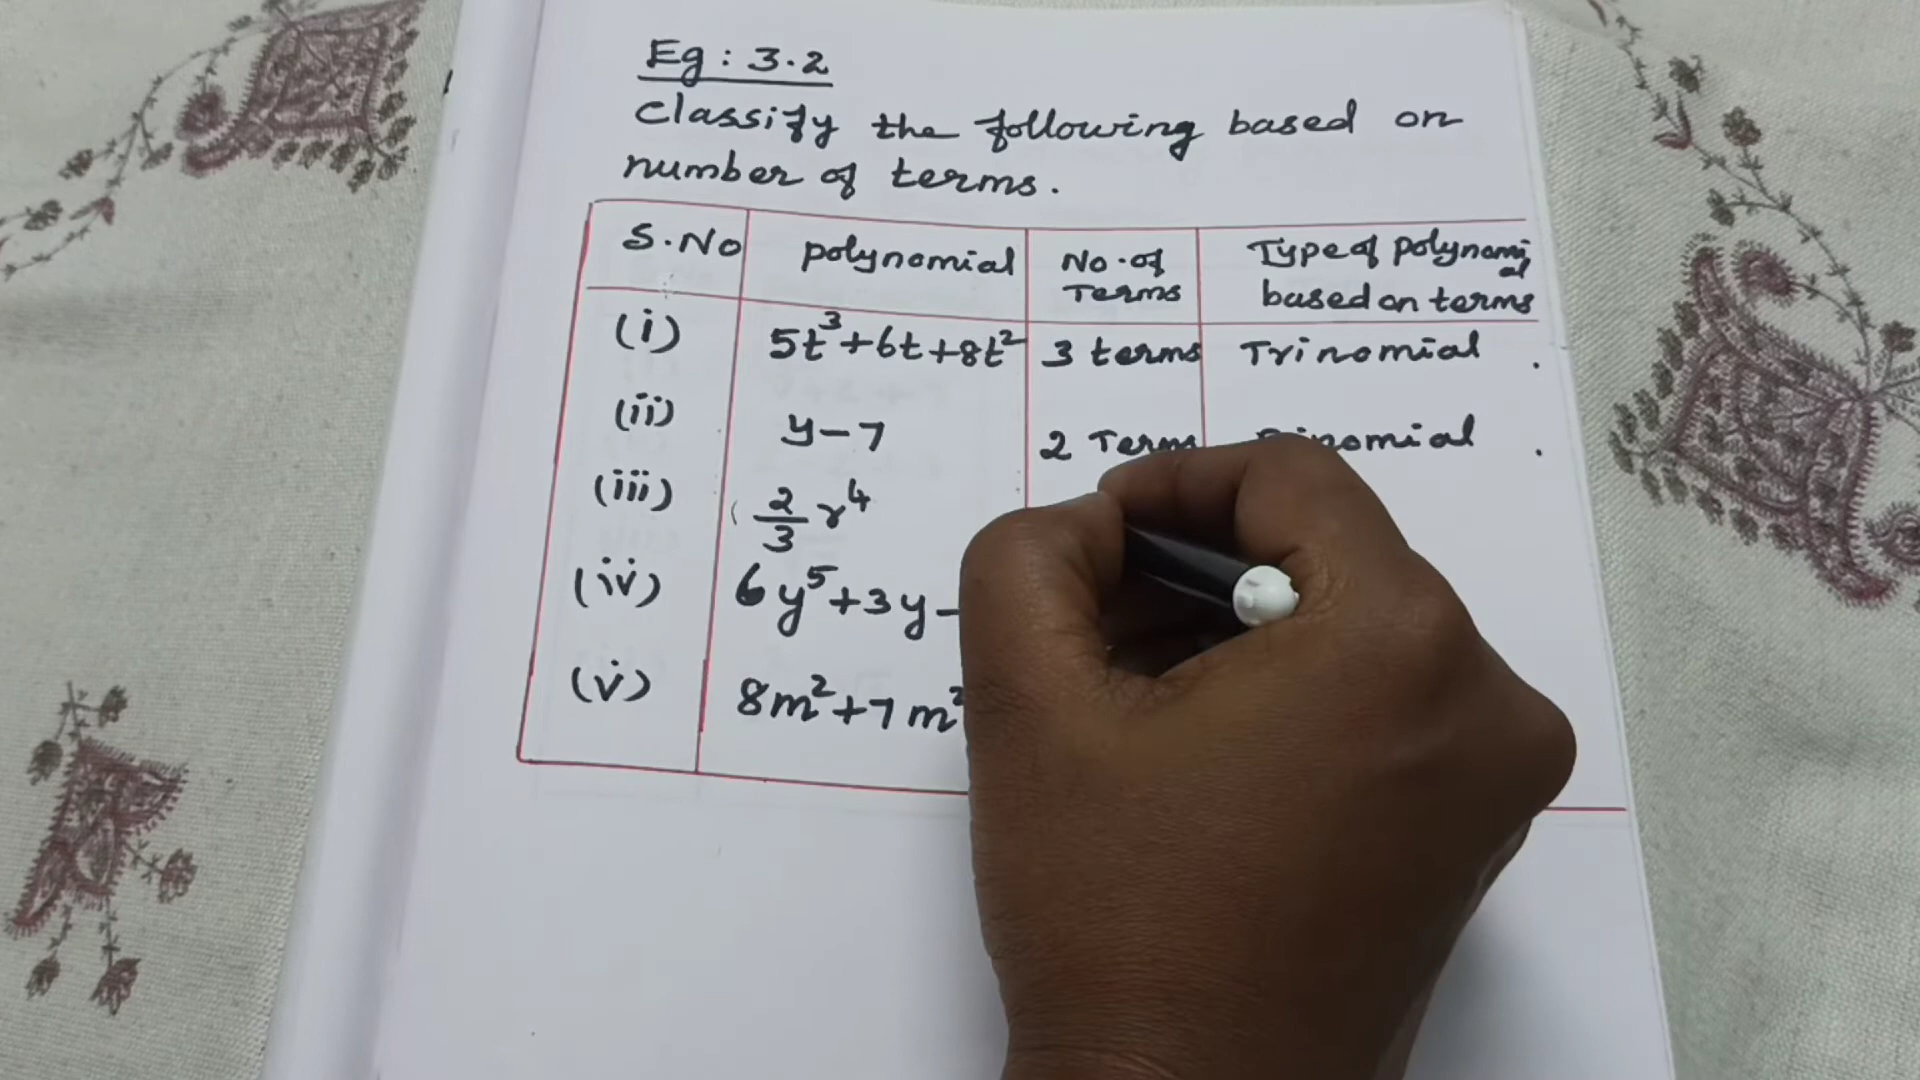 Eg : 3.2
Classify the following based on
number of terms.
S.No polynomial No. of Terms Type of polynomial based on terms
(i) 5t³+6t+8t² 3 terms Trinomial .
(ii) y-7 2 Terms Binomial .
(iii) 2/3 r⁴
(iv) 6y⁵+3y-
(v) 8m²+7m²